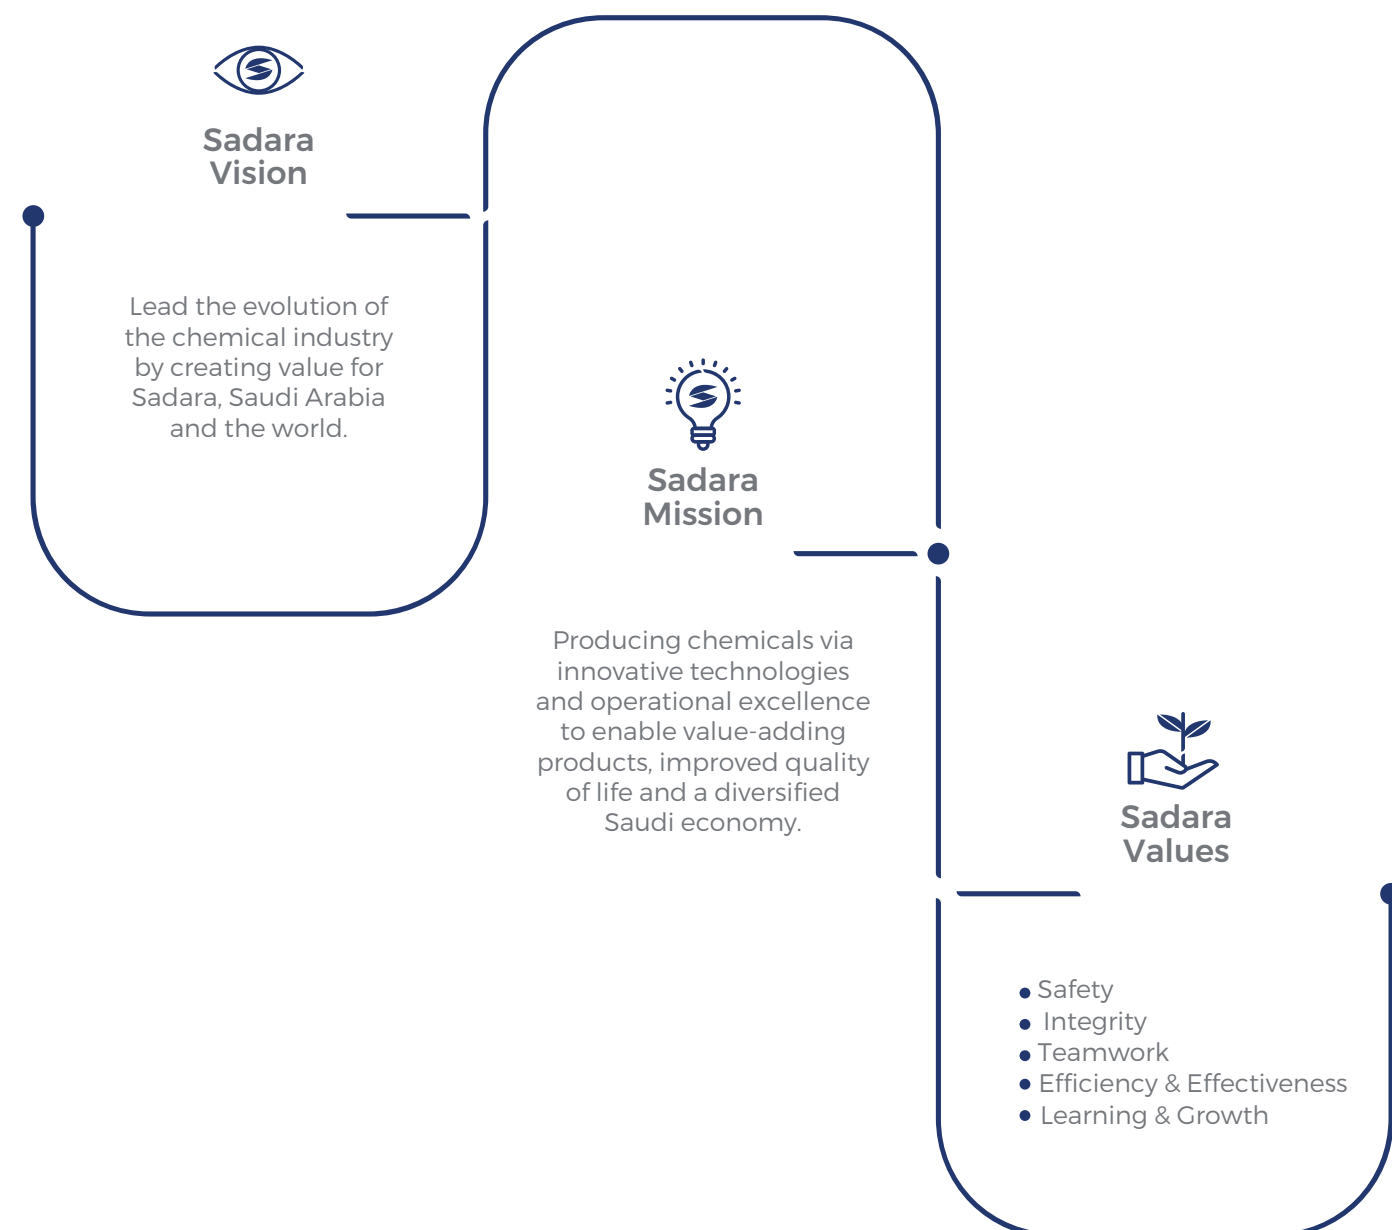 Sadara
Vision
Lead the evolution of
the chemical industry
by creating value for
Sadara, Saudi Arabia
and the world.
Sadara
Mission
Producing chemicals via
innovative technologies
and operational excellence
to enable value-adding
products, improved quality
of life and a diversified
Saudi economy.
Sadara
Values
Safety
Integrity
Teamwork
Efficiency & Effectiveness
Learning & Growth